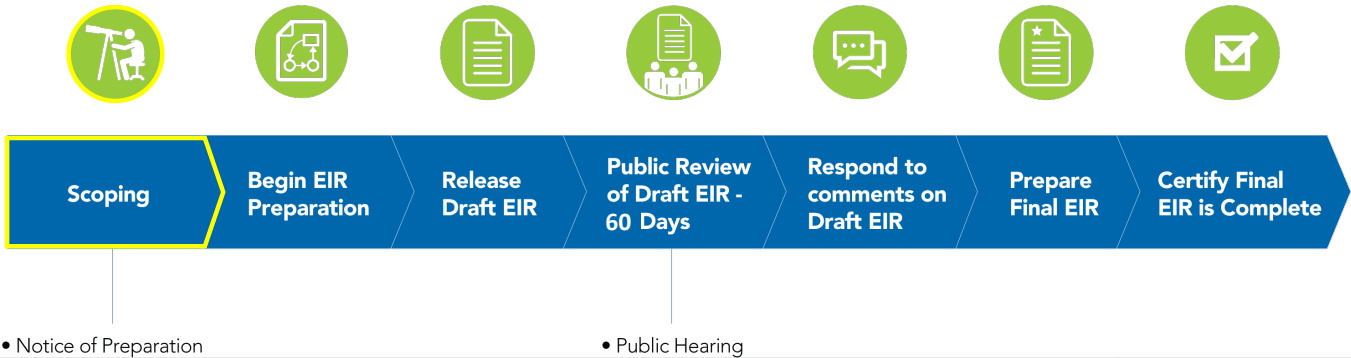 Scoping
Begin EIR
Preparation
Release
Draft EIR
Public Review
of Draft EIR -
60 Days
Respond to
comments on
Draft EIR
Prepare
Final EIR
Certify Final
EIR is Complete
• Notice of Preparation
• Public Hearing